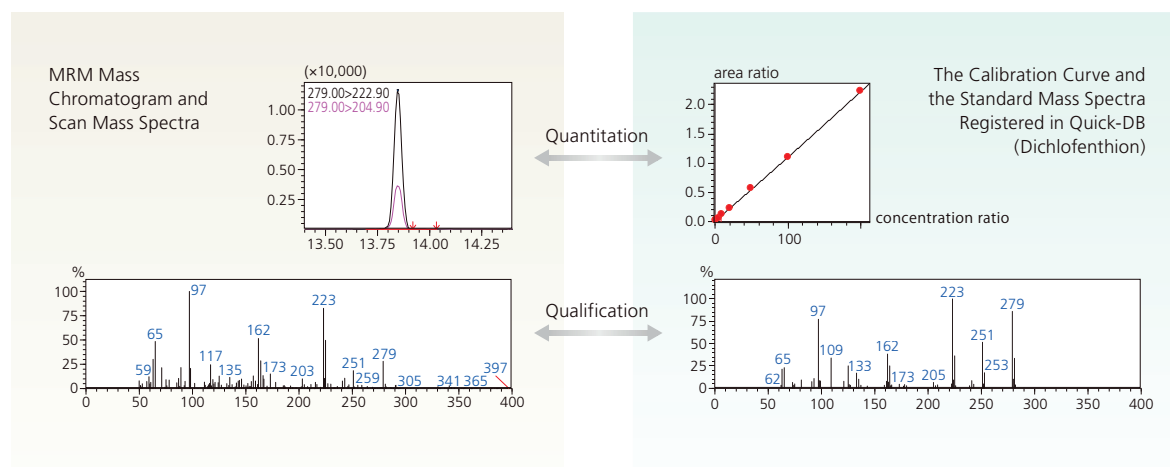 MRM Mass
Chromatogram and
Scan Mass Spectra
(×10,000)
279.00>222.90
279.00>204.90
1.00
0.75
0.50
0.25
13.50 13.75 14.00 14.25
Quantitation
area ratio
2.0
1.5
1.0
0.5
0.0
0 100
concentration ratio
The Calibration Curve and
the Standard Mass Spectra
Registered in Quick-DB
(Dichlofenthion)
%
100
75
50
25
0
59 65 97 117 135 162 173 203 223 251 259 279 305 341 365 397
0 50 100 150 200 250 300 350 400
Qualification
%
100
75
50
25
0
62 65 97 109 133 162 173 205 223 251 253 279
0 50 100 150 200 250 300 350 400